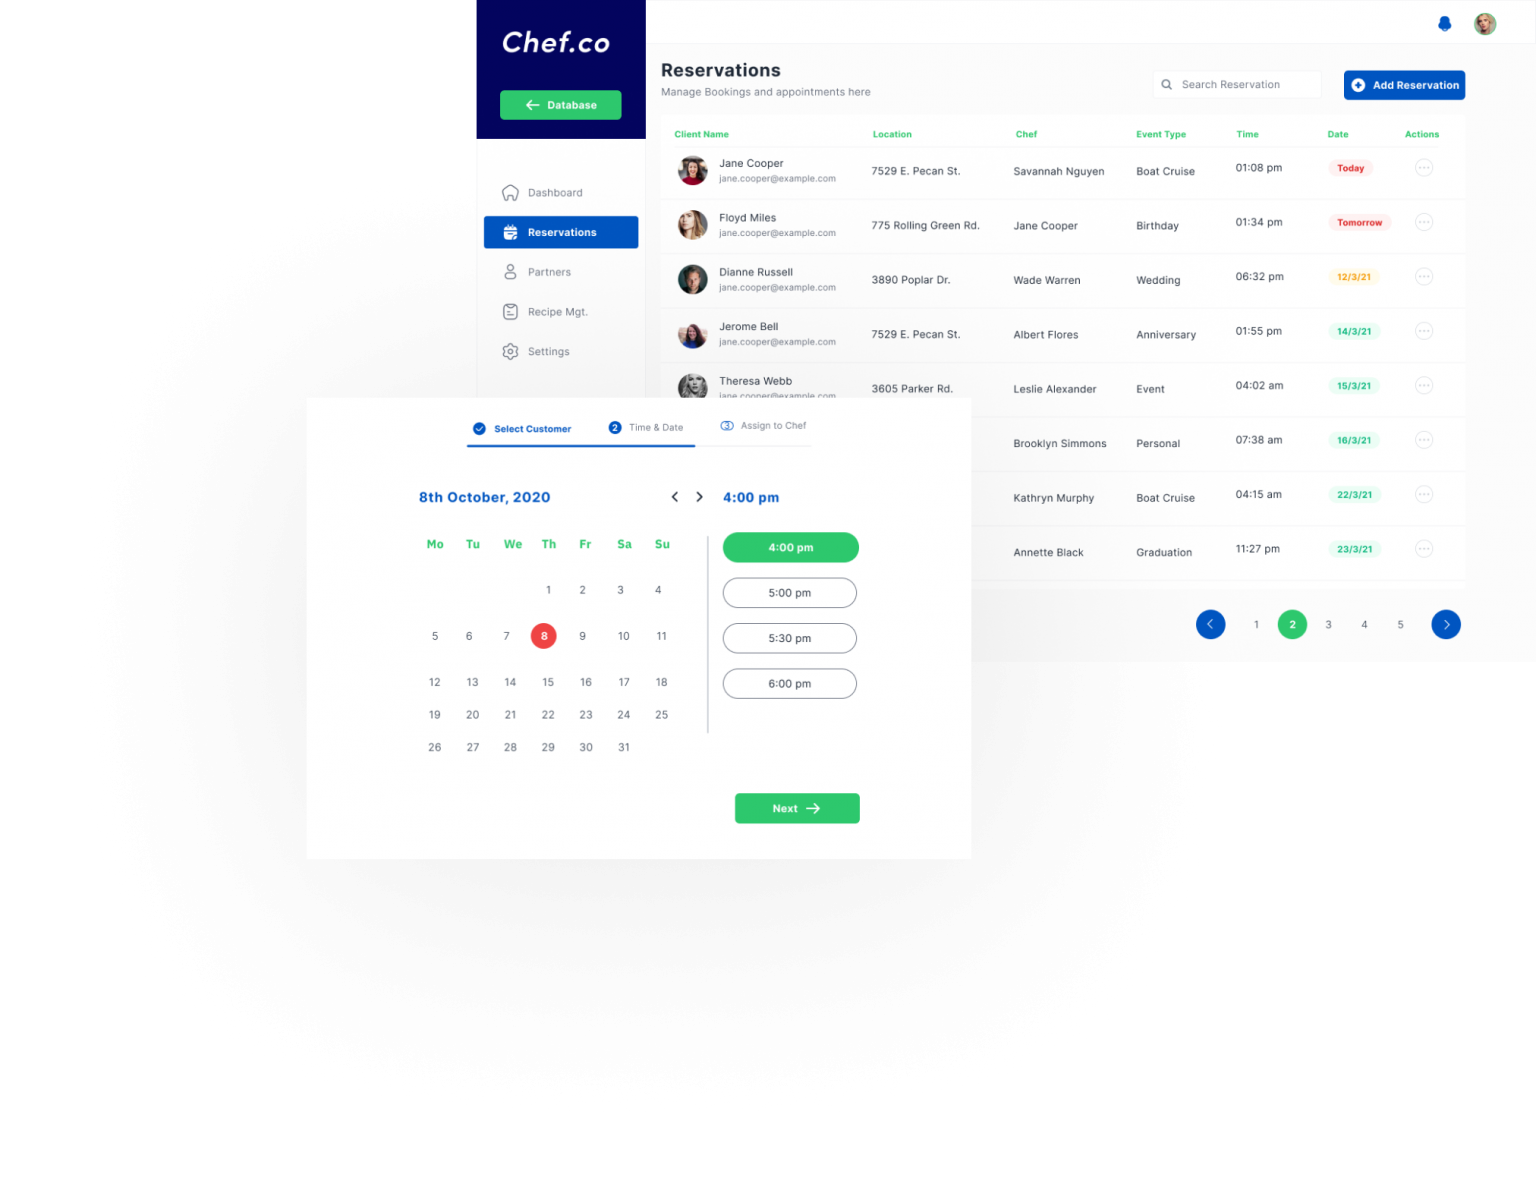 Chef.co
Database
Dashboard
Reservations
Partners
Recipe Mgt.
Settings
Reservations
Manage Bookings and appointments here
Search Reservation
Add Reservation
Client Name Location Chef Event Type Time Date Actions
Jane Cooper
jane.cooper@example.com
7529 E. Pecan St. Savannah Nguyen Boat Cruise 01:08 pm Today
Floyd Miles
jane.cooper@example.com
775 Rolling Green Rd. Jane Cooper Birthday 01:34 pm Tomorrow
Dianne Russell
jane.cooper@example.com
3890 Poplar Dr. Wade Warren Wedding 06:32 pm 12/3/21
Jerome Bell
jane.cooper@example.com
7529 E. Pecan St. Albert Flores Anniversary 01:55 pm 14/3/21
Theresa Webb
jane.cooper@example.com
3605 Parker Rd. Leslie Alexander Event 04:02 am 15/3/21
Brooklyn Simmons Personal 07:38 am 16/3/21
Kathryn Murphy Boat Cruise 04:15 am 22/3/21
Annette Black Graduation 11:27 pm 23/3/21
1 2 3 4 5
Select Customer 2 Time & Date 3 Assign to Chef
8th October, 2020
Mo Tu We Th Fr Sa Su
1 2 3 4
5 6 7 8 9 10 11
12 13 14 15 16 17 18
19 20 21 22 23 24 25
26 27 28 29 30 31
4:00 pm
4:00 pm
5:00 pm
5:30 pm
6:00 pm
Next